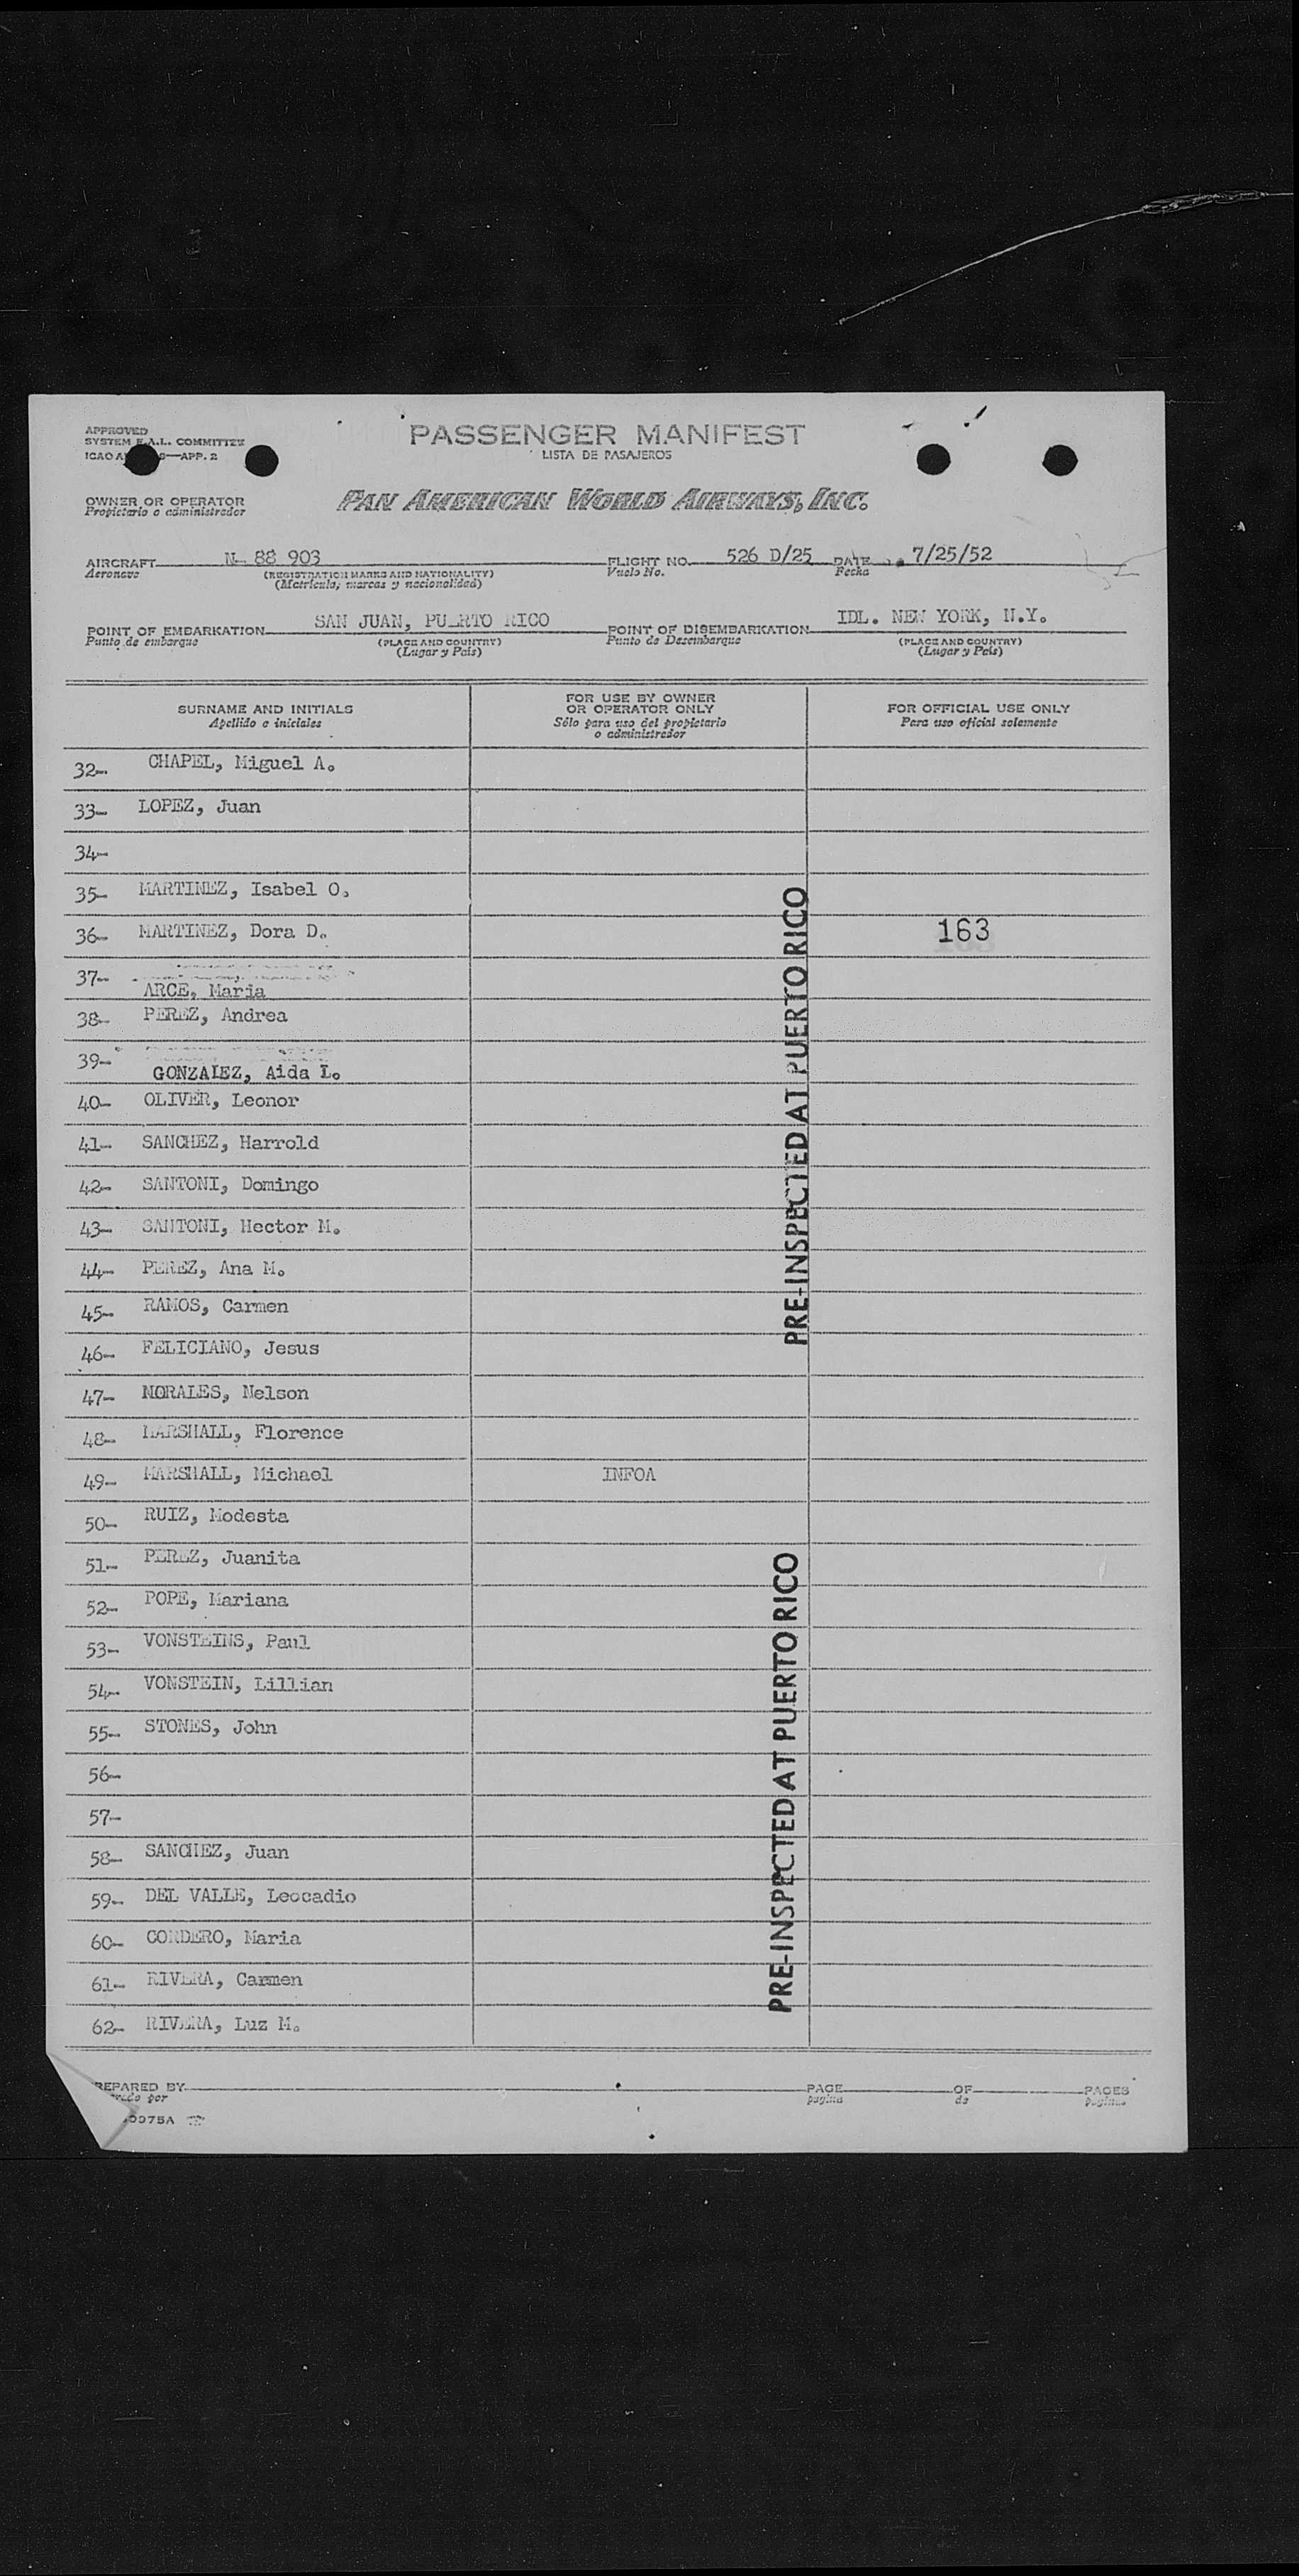 APPROVED
SYSTEM F.A.L. COMMITTEE
ICAO —APP. 2
PASSENGER MANIFEST
LISTA DE PASAJEROS
OWNER OR OPERATOR
Propietario o administrador
PAN AMERICAN WORLD AIRWAYS, INC.
AIRCRAFT N- 88 903 FLIGHT NO. 526 D/25 DATE 7/25/52
Aeronave (REGISTRATION MARKS AND NATIONALITY) Vuelo No. Fecha
(Matricula, marcas y nacionalidad)
POINT OF EMBARKATION SAN JUAN, PUERTO RICO POINT OF DISEMBARKATION IDL. NEW YORK, N.Y.
Punto de embarque (PLACE AND COUNTRY) Punto de Desembarque (PLACE AND COUNTRY)
(Lugar y País) (Lugar y País)
SURNAME AND INITIALS
Apellido e iniciales
FOR USE BY OWNER
OR OPERATOR ONLY
Sólo para uso del propietario
o administrador
FOR OFFICIAL USE ONLY
Para uso oficial solamente
32- CHAPEL, Miguel A.
33- LOPEZ, Juan
34-
35- MARTINEZ, Isabel O.
36- MARTINEZ, Dora D. 163
37- ARCE, Maria
38- PEREZ, Andrea
39- GONZALEZ, Aida L.
40- OLIVER, Leonor
41- SANCHEZ, Harrold
42- SANTONI, Domingo
43- SANTONI, Hector M.
44- PEREZ, Ana M.
45- RAMOS, Carmen
46- FELICIANO, Jesus
47- MORALES, Nelson
48- MARSHALL, Florence
49- MARSHALL, Michael INFOA
50- RUIZ, Modesta
51- PEREZ, Juanita
52- POPE, Mariana
53- VONSTEINS, Paul
54- VONSTEIN, Lillian
55- STONES, John
56-
57-
58- SANCHEZ, Juan
59- DEL VALLE, Leocadio
60- CORDERO, Maria
61- RIVERA, Carmen
62- RIVERA, Luz M.
PRE-INSPECTED AT PUERTO RICO
PRE-INSPECTED AT PUERTO RICO
PREPARED BY PAGE OF PAGES
por página de páginas
0075A